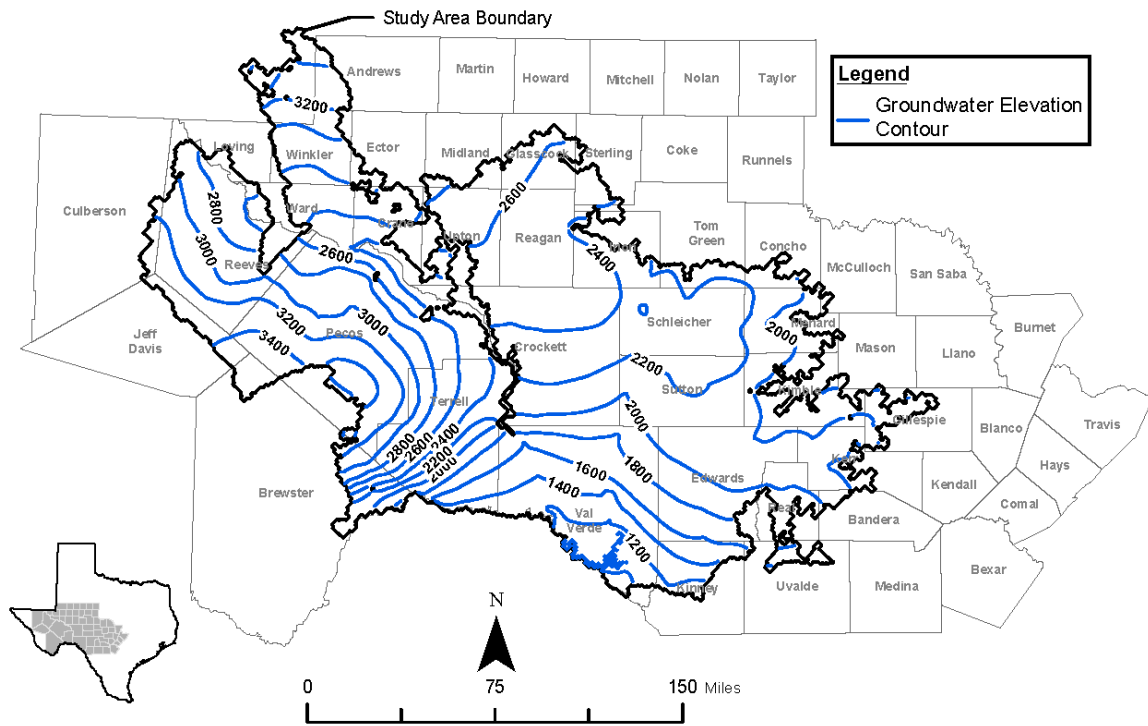 Study Area Boundary
Andrews
Martin
Howard
Mitchell
Nolan
Taylor
Legend
Groundwater Elevation
Contour
3200
Loving
Winkler
Ector
Midland
Glasscock
Sterling
Coke
Runnels
Culberson
2800
Ward
Crane
Upton
2600
Reagan
2400
Irion
Tom
Green
Concho
McCulloch
San Saba
3000
Reeves
2600
Jeff
Davis
3200
Pecos
3000
3400
Crockett
Schleicher
2000
Menard
Mason
Llano
Burnet
2200
Sutton
Kimble
Terrell
2000
Gillespie
Blanco
Travis
2800
2600
2400
2200
2000
1800
Edwards
Kerr
Kendall
Hays
Comal
Brewster
1600
1400
Val
Verde
1200
Real
Bandera
Kinney
Uvalde
Medina
Bexar
N
0
75
150 Miles